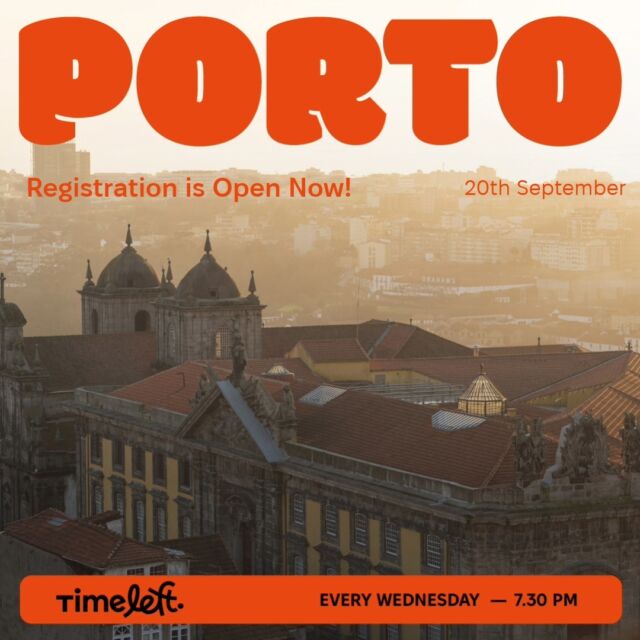 PORTO
Registration is Open Now! 20th September
Timeleft. EVERY WEDNESDAY — 7.30 PM